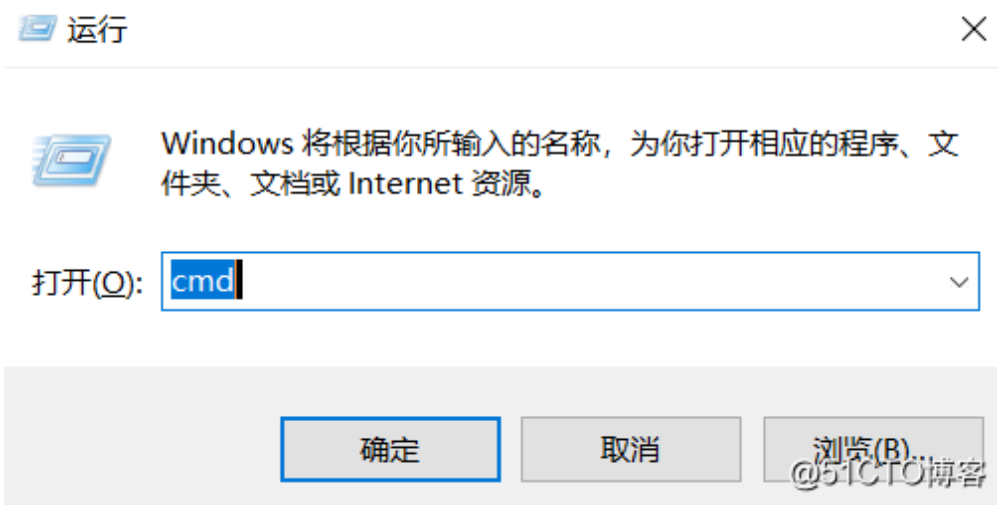 运行
Windows 将根据你所输入的名称，为你打开相应的程序、文
件夹、文档或 Internet 资源。
打开(O): cmd
确定 取消 浏览(B)...
@51CTO博客